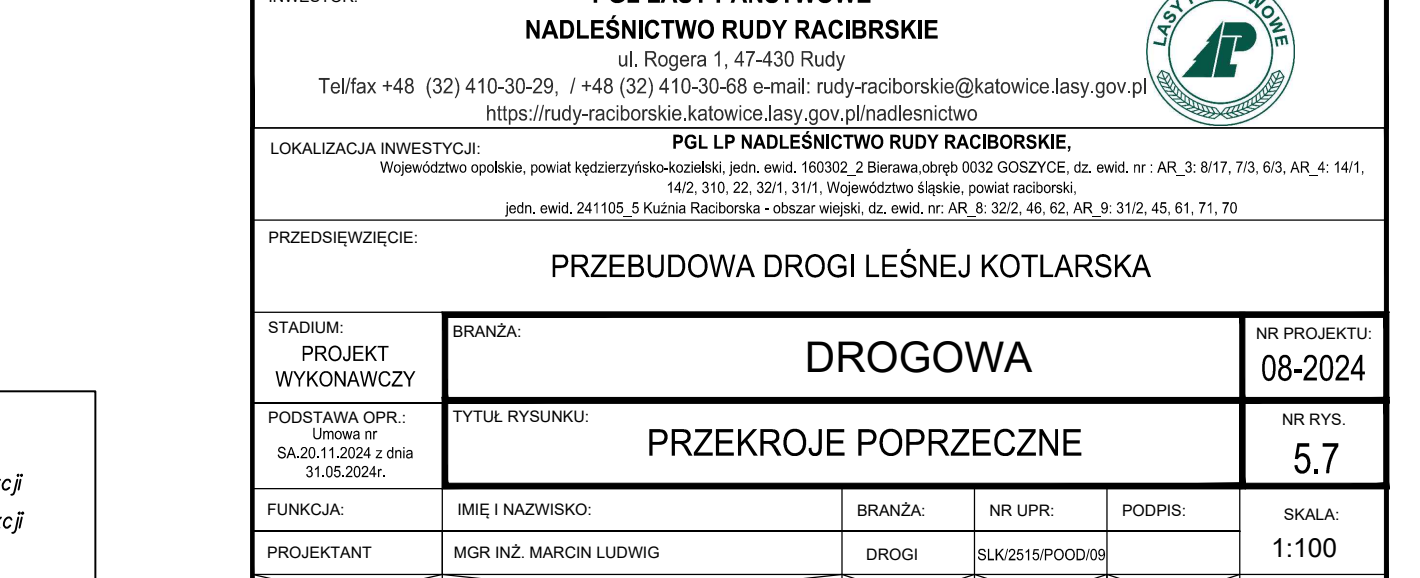 NADLEŚNICTWO RUDY RACIBRSKIE
ul. Rogera 1, 47-430 Rudy
Tel/fax +48 (32) 410-30-29, / +48 (32) 410-30-68 e-mail: rudy-raciborskie@katowice.lasy.gov.pl
https://rudy-raciborskie.katowice.lasy.gov.pl/nadlesnictwo
LOKALIZACJA INWESTYCJI:
PGL LP NADLEŚNICTWO RUDY RACIBORSKIE,
Województwo opolskie, powiat kędzierzyńsko-kozielski, jedn. ewid. 160302_2 Bierawa,obręb 0032 GOSZYCE, dz. ewid. nr : AR_3: 8/17, 7/3, 6/3, AR_4: 14/1,
14/2, 310, 22, 32/1, 31/1, Województwo śląskie, powiat raciborski,
jedn. ewid. 241105_5 Kuźnia Raciborska - obszar wiejski, dz. ewid. nr: AR_8: 32/2, 46, 62, AR_9: 31/2, 45, 61, 71, 70
PRZEDSIĘWZIĘCIE:
PRZEBUDOWA DROGI LEŚNEJ KOTLARSKA
STADIUM:
PROJEKT
WYKONAWCZY
BRANŻA:
DROGOWA
NR PROJEKTU:
08-2024
PODSTAWA OPR.:
Umowa nr
SA.20.11.2024 z dnia
31.05.2024r.
TYTUŁ RYSUNKU:
PRZEKROJE POPRZECZNE
NR RYS.
5.7
cji
cji
FUNKCJA: IMIĘ I NAZWISKO: BRANŻA: NR UPR: PODPIS: SKALA:
PROJEKTANT MGR INŻ. MARCIN LUDWIG DROGI SLK/2515/POOD/09 1:100